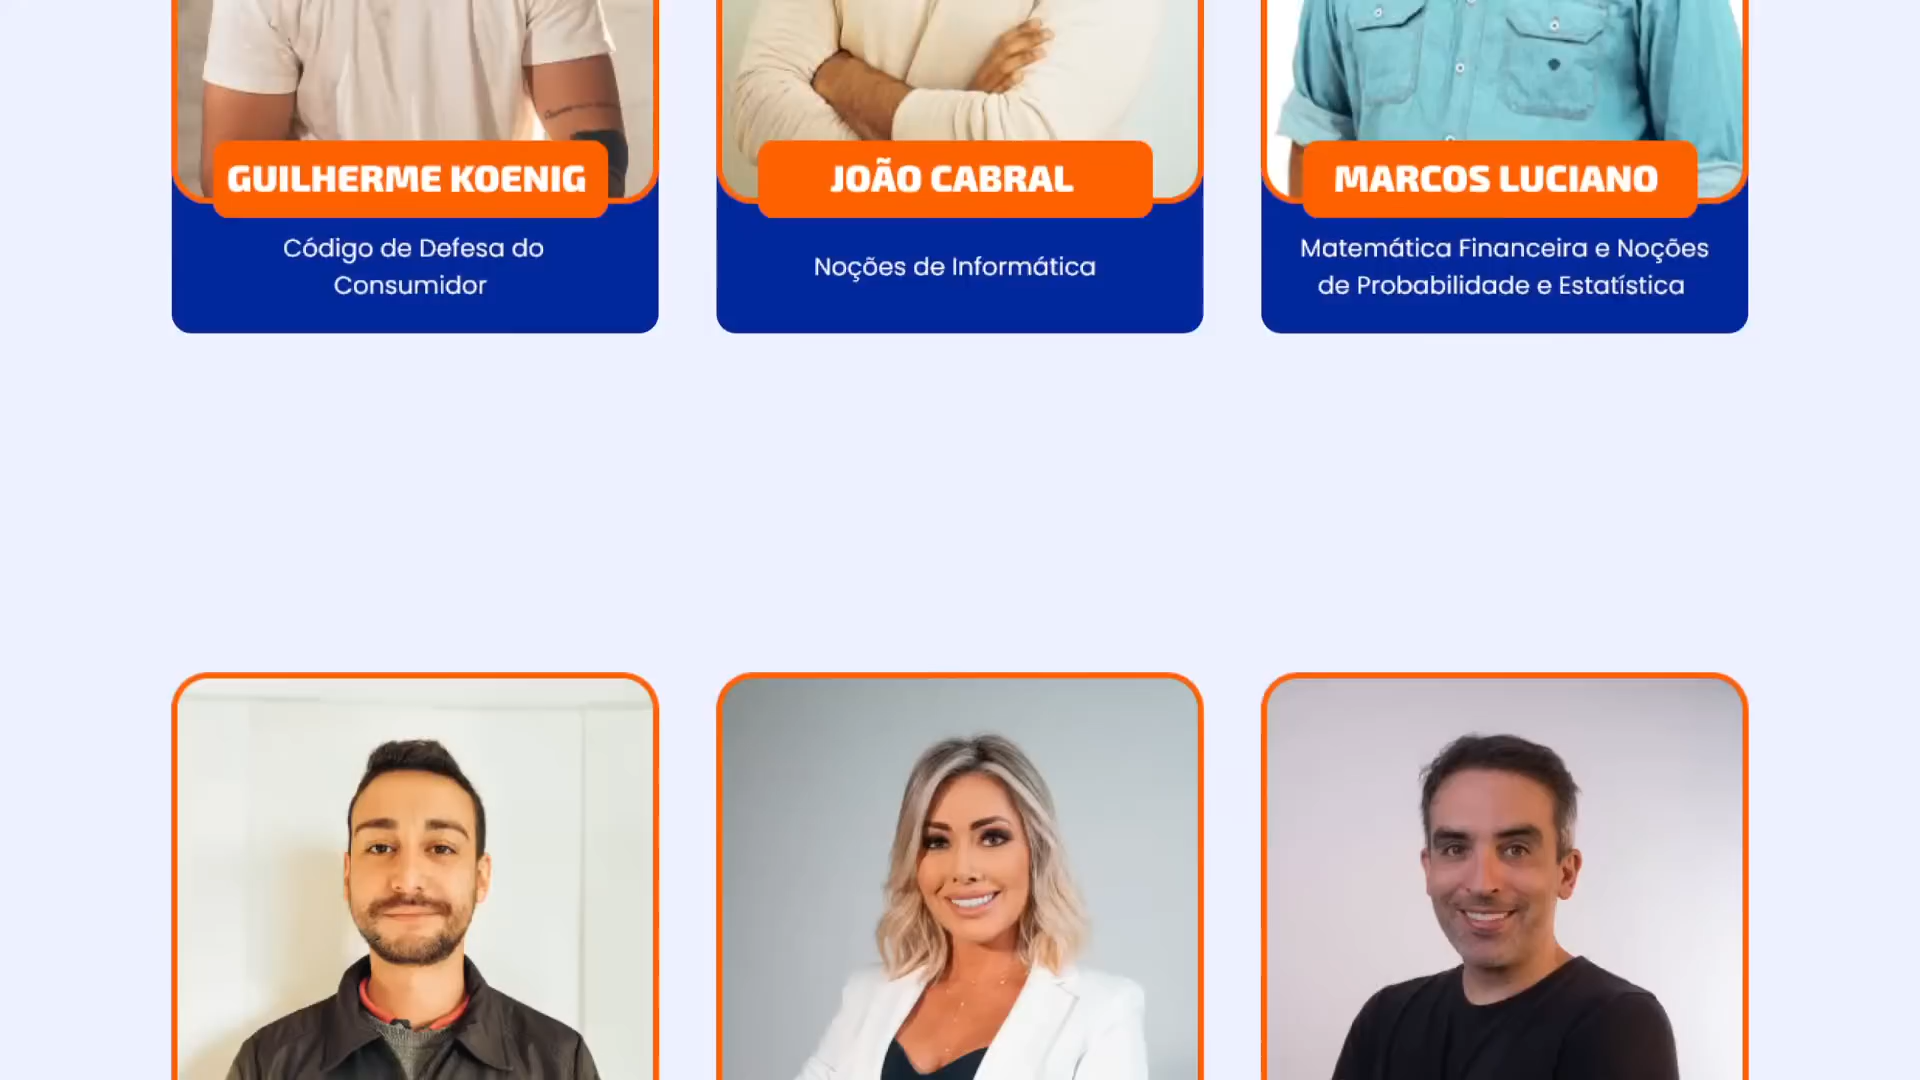 GUILHERME KOENIG
Código de Defesa do
Consumidor
JOÃO CABRAL
Noções de Informática
MARCOS LUCIANO
Matemática Financeira e Noções
de Probabilidade e Estatística